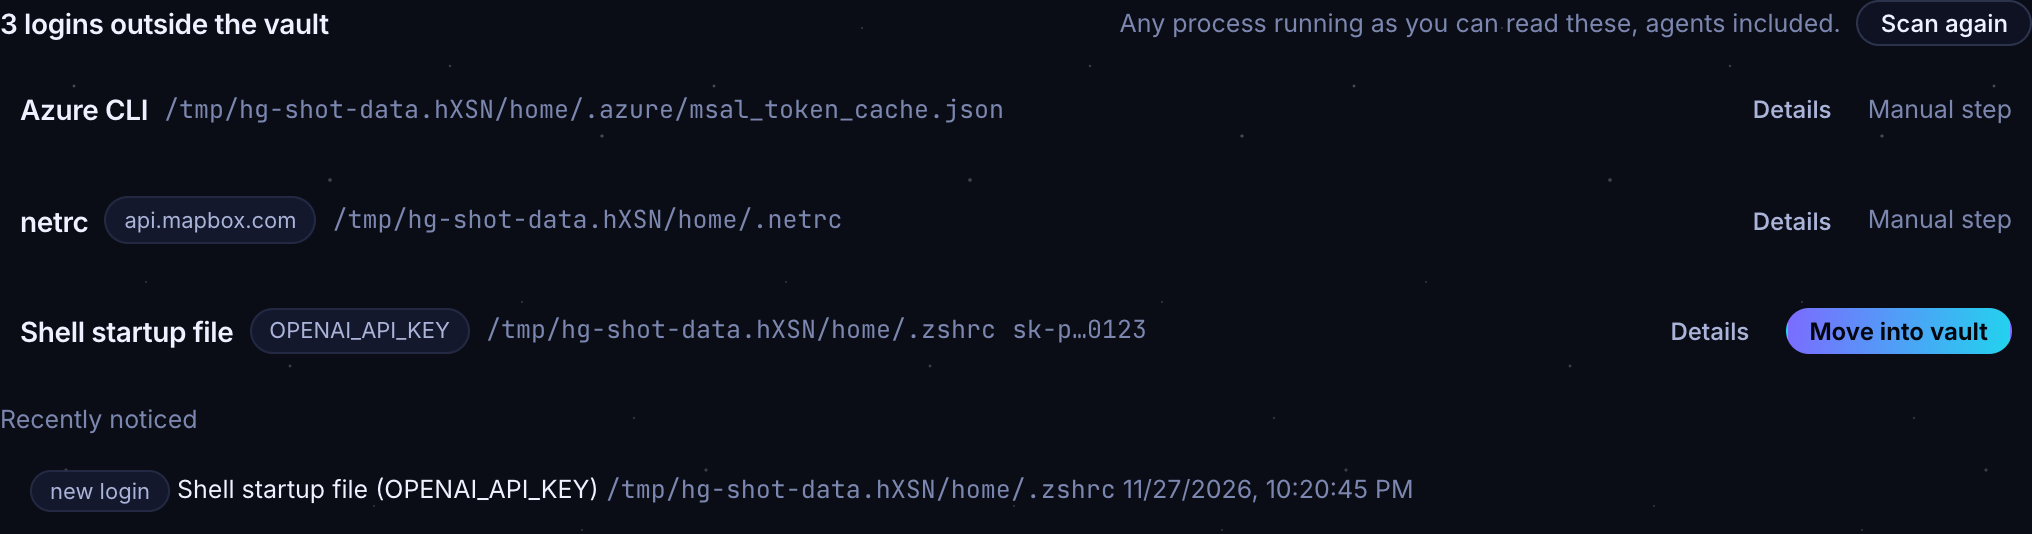 3 logins outside the vault Any process running as you can read these, agents included. Scan again
Azure CLI /tmp/hg-shot-data.hXSN/home/.azure/msal_token_cache.json Details Manual step
netrc api.mapbox.com /tmp/hg-shot-data.hXSN/home/.netrc Details Manual step
Shell startup file OPENAI_API_KEY /tmp/hg-shot-data.hXSN/home/.zshrc sk-p…0123 Details Move into vault
Recently noticed
new login Shell startup file (OPENAI_API_KEY) /tmp/hg-shot-data.hXSN/home/.zshrc 11/27/2026, 10:20:45 PM